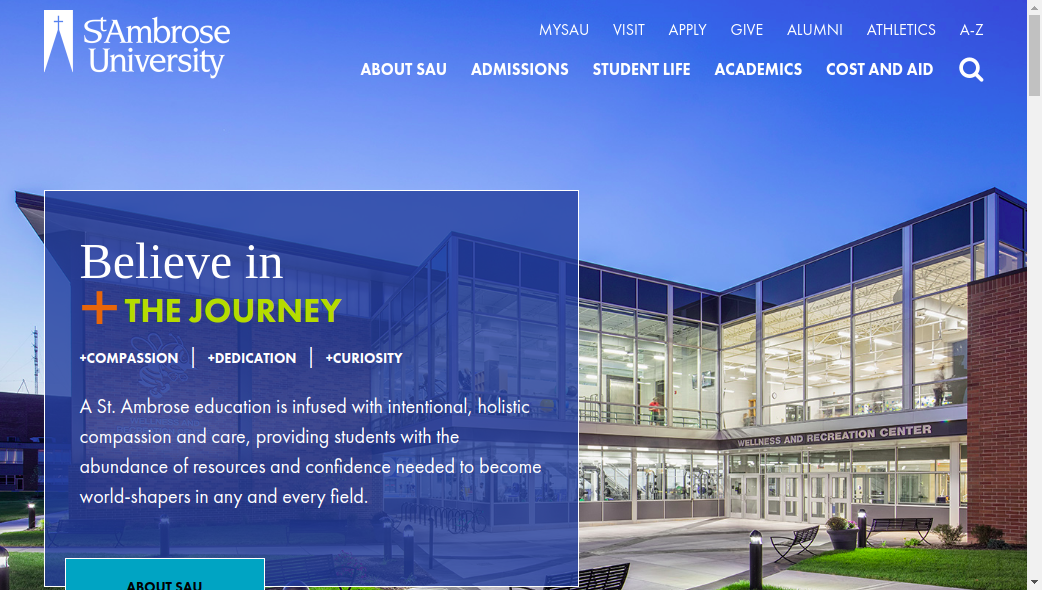 St Ambrose
University
MYSAU VISIT APPLY GIVE ALUMNI ATHLETICS A-Z
ABOUT SAU ADMISSIONS STUDENT LIFE ACADEMICS COST AND AID
Believe in
+ THE JOURNEY
+COMPASSION | +DEDICATION | +CURIOSITY
A St. Ambrose education is infused with intentional, holistic
compassion and care, providing students with the
abundance of resources and confidence needed to become
world-shapers in any and every field.
WELLNESS AND RECREATION CENTER
ABOUT SAU